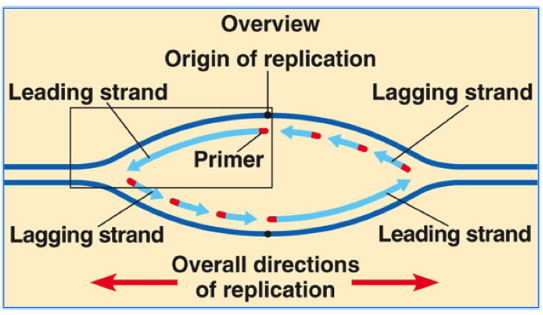 Overview
Origin of replication
Leading strand
Lagging strand
Primer
Lagging strand
Leading strand
Overall directions
of replication